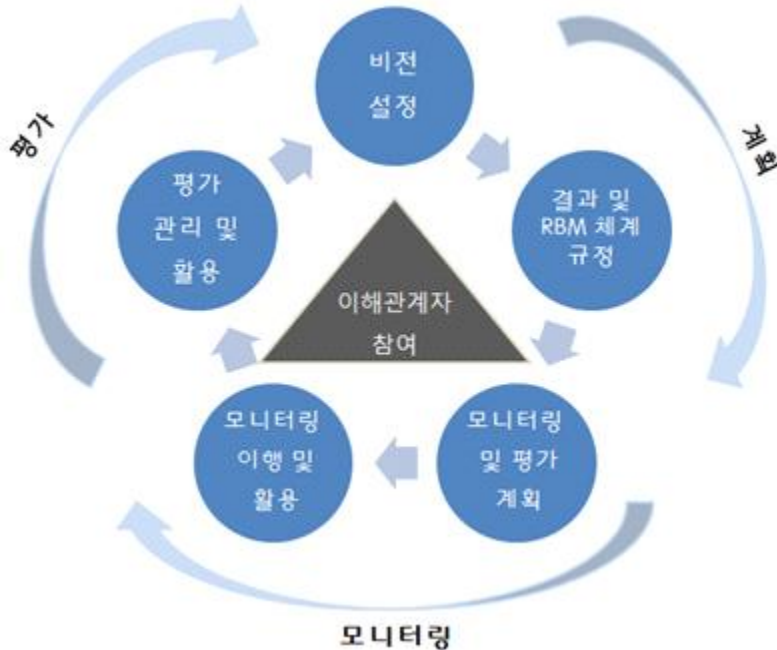 비전
설정
평가
계획
결과 및
RBM 체계
규정
평가
관리 및
활용
이해관계자
참여
모니터링
이행 및
활용
모니터링
및 평가
계획
모니터링